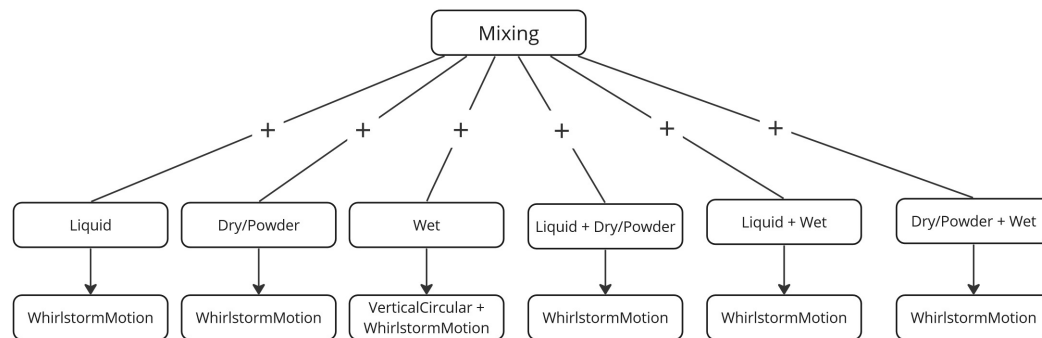 Mixing
+ + + + + +
Liquid
Dry/Powder
Wet
Liquid + Dry/Powder
Liquid + Wet
Dry/Powder + Wet
WhirlstormMotion
WhirlstormMotion
VerticalCircular +
WhirlstormMotion
WhirlstormMotion
WhirlstormMotion
WhirlstormMotion